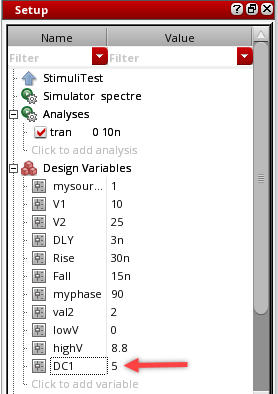 Setup
Name Value
Filter Filter
StimuliTest
Simulator spectre
Analyses
tran 0 10n
Click to add analysis
Design Variables
mysour... 1
V1 10
V2 25
DLY 3n
Rise 30n
Fall 15n
myphase 90
val2 2
lowV 0
highV 8.8
DC1 5
Click to add variable